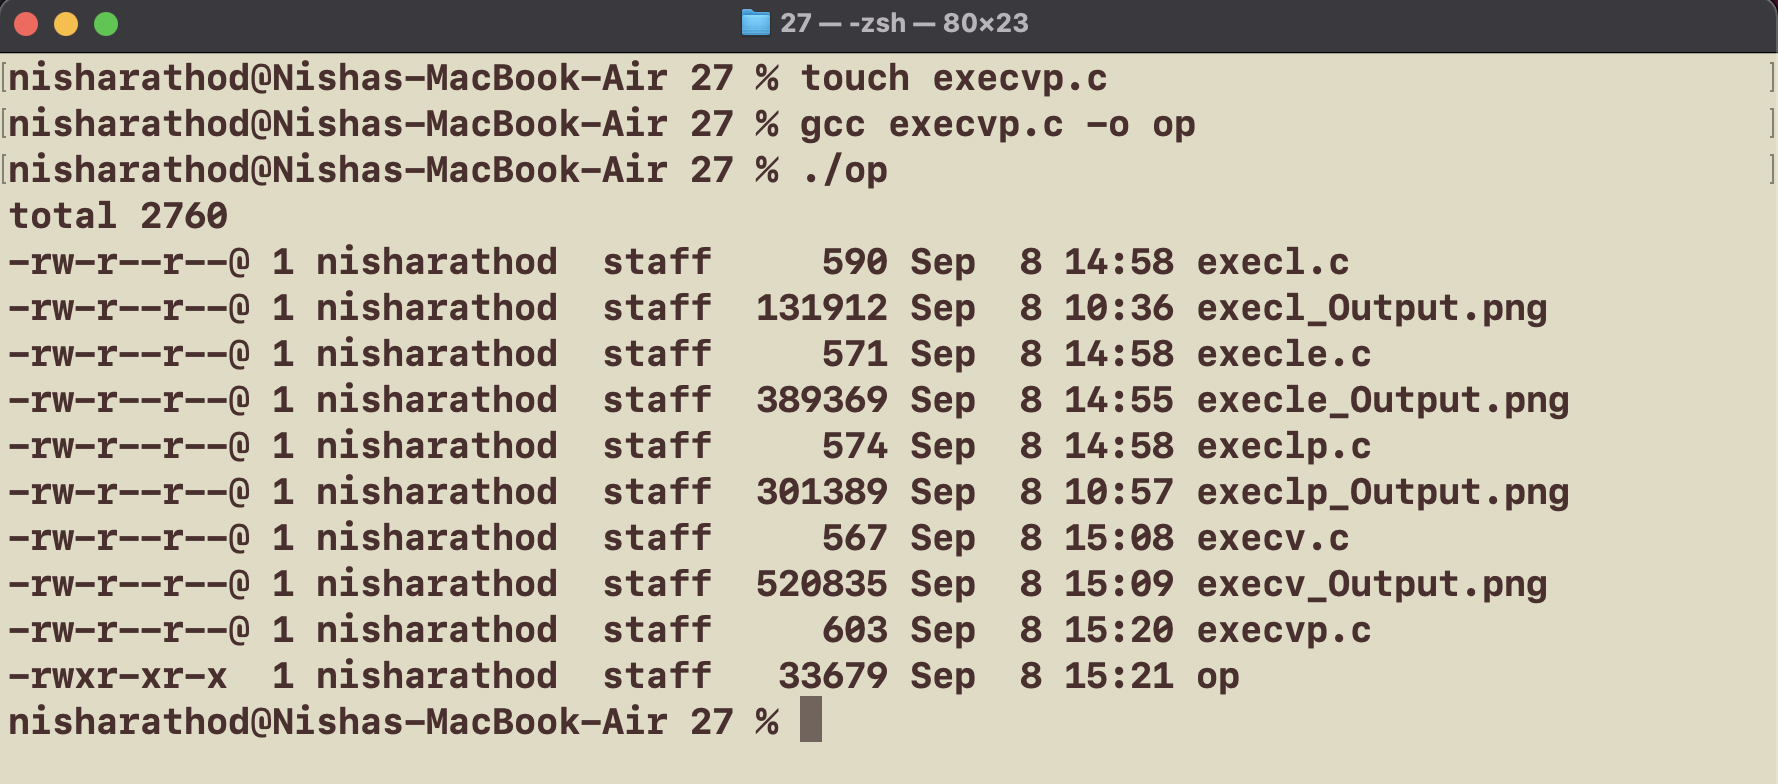 27 — -zsh — 80×23
[nisharathod@Nishas-MacBook-Air 27 % touch execvp.c ]
[nisharathod@Nishas-MacBook-Air 27 % gcc execvp.c -o op ]
[nisharathod@Nishas-MacBook-Air 27 % ./op ]
total 2760
-rw-r--r--@ 1 nisharathod  staff     590 Sep  8 14:58 execl.c
-rw-r--r--@ 1 nisharathod  staff  131912 Sep  8 10:36 execl_Output.png
-rw-r--r--@ 1 nisharathod  staff     571 Sep  8 14:58 execle.c
-rw-r--r--@ 1 nisharathod  staff  389369 Sep  8 14:55 execle_Output.png
-rw-r--r--@ 1 nisharathod  staff     574 Sep  8 14:58 execlp.c
-rw-r--r--@ 1 nisharathod  staff  301389 Sep  8 10:57 execlp_Output.png
-rw-r--r--@ 1 nisharathod  staff     567 Sep  8 15:08 execv.c
-rw-r--r--@ 1 nisharathod  staff  520835 Sep  8 15:09 execv_Output.png
-rw-r--r--@ 1 nisharathod  staff     603 Sep  8 15:20 execvp.c
-rwxr-xr-x  1 nisharathod  staff   33679 Sep  8 15:21 op
nisharathod@Nishas-MacBook-Air 27 %